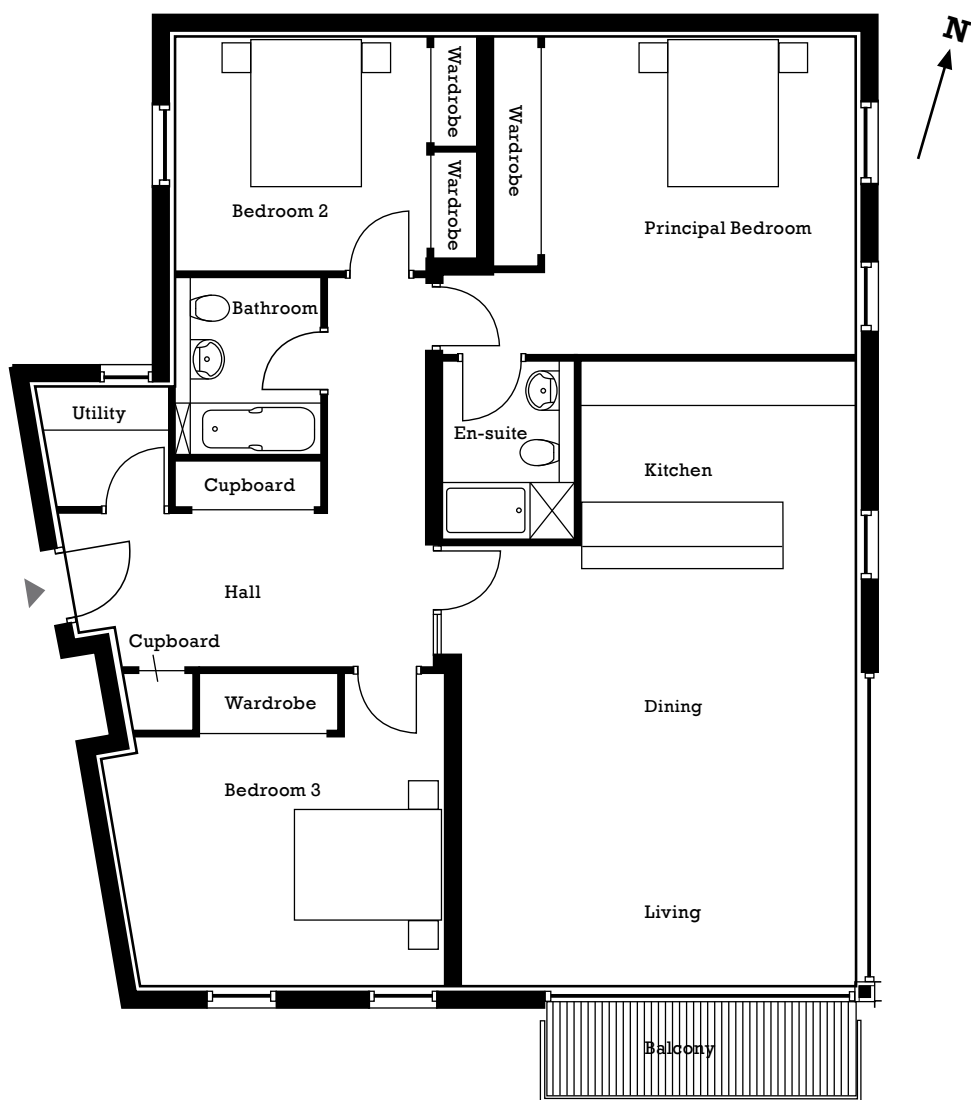 N
Wardrobe
Wardrobe
Wardrobe
Bedroom 2
Principal Bedroom
Bathroom
Utility
En-suite
Kitchen
Cupboard
Hall
Cupboard
Wardrobe
Dining
Bedroom 3
Living
Balcony